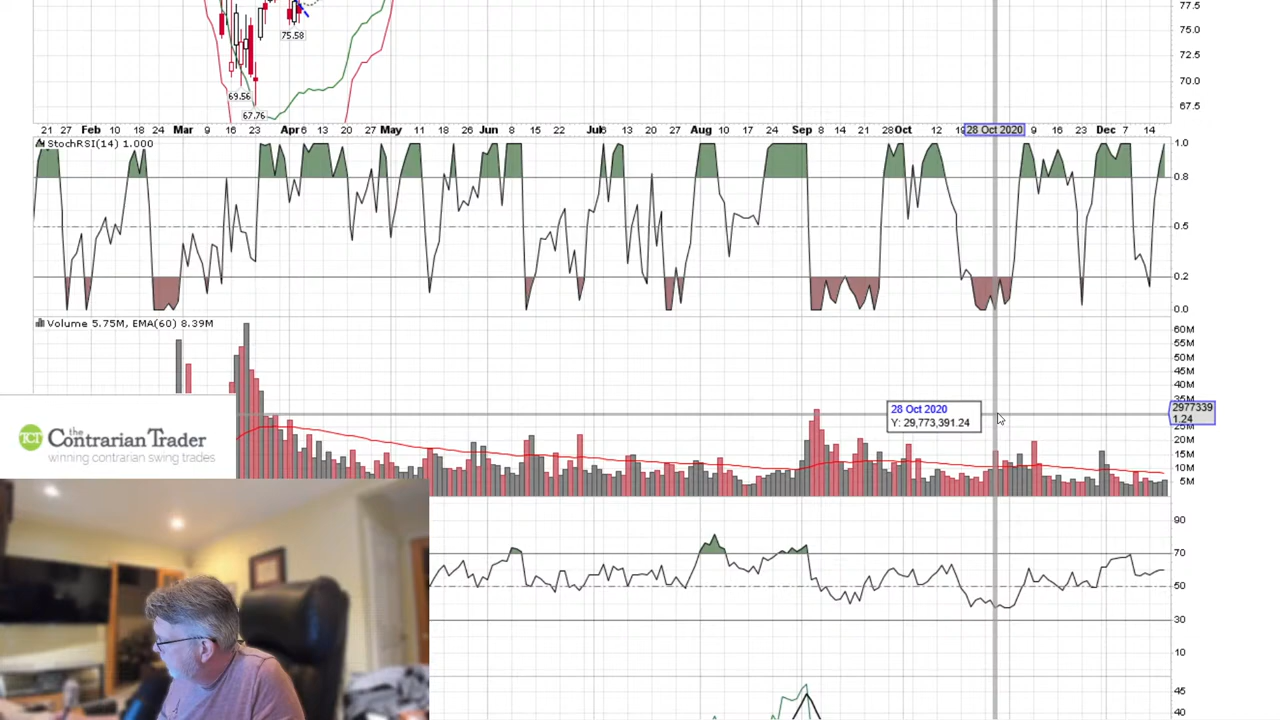 77.5
75.0
75.58
72.5
70.0
69.56
67.5
67.76
21 27 Feb 10 18 24 Mar 9 16 23 Apr 6 13 20 27 May 11 18 26 Jun 8 15 22 Jul 6 13 20 27 Aug 10 17 24 Sep 8 14 21 28 Oct 12 19 28 Oct 2020 9 16 23 Dec 7 14
StochRSI(14) 1.000
1.0
0.8
0.5
0.2
0.0
Volume 5.75M, EMA(60) 8.39M
60M
55M
50M
45M
40M
35M
2977339
1.24
28 Oct 2020
Y: 29,773,391.24
25M
20M
15M
10M
5M
TCT the
Contrarian Trader
winning contrarian swing trades
90
70
50
30
10
45
40